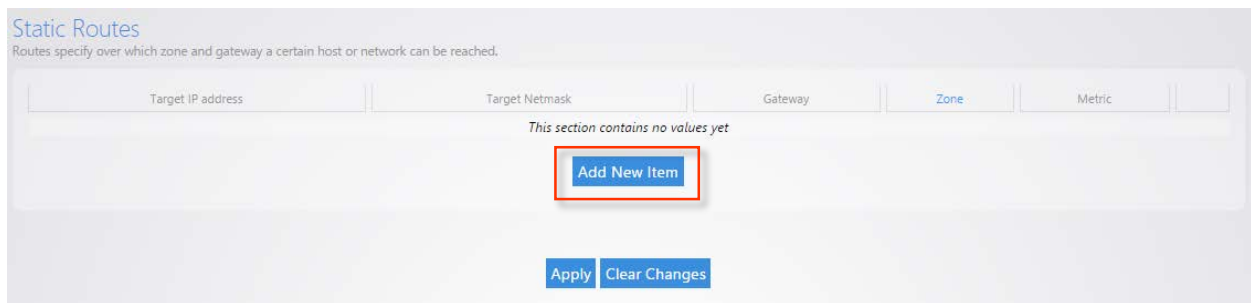 Static Routes
Routes specify over which zone and gateway a certain host or network can be reached.
Target IP address Target Netmask Gateway Zone Metric
This section contains no values yet
Add New Item
Apply Clear Changes